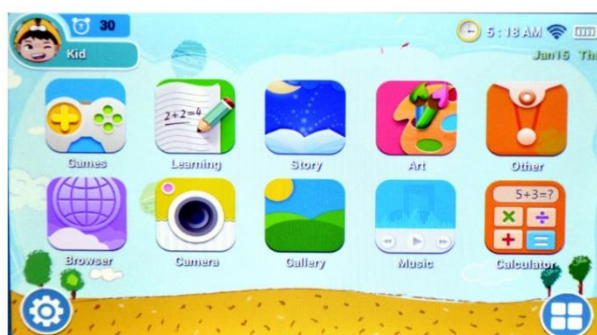 30
5:18 AM
Kid
Jan15 Th
2+2=4
Games
Learning
Story
Art
Other
5+3=?
Browser
Camera
Gallery
Music
Calculator